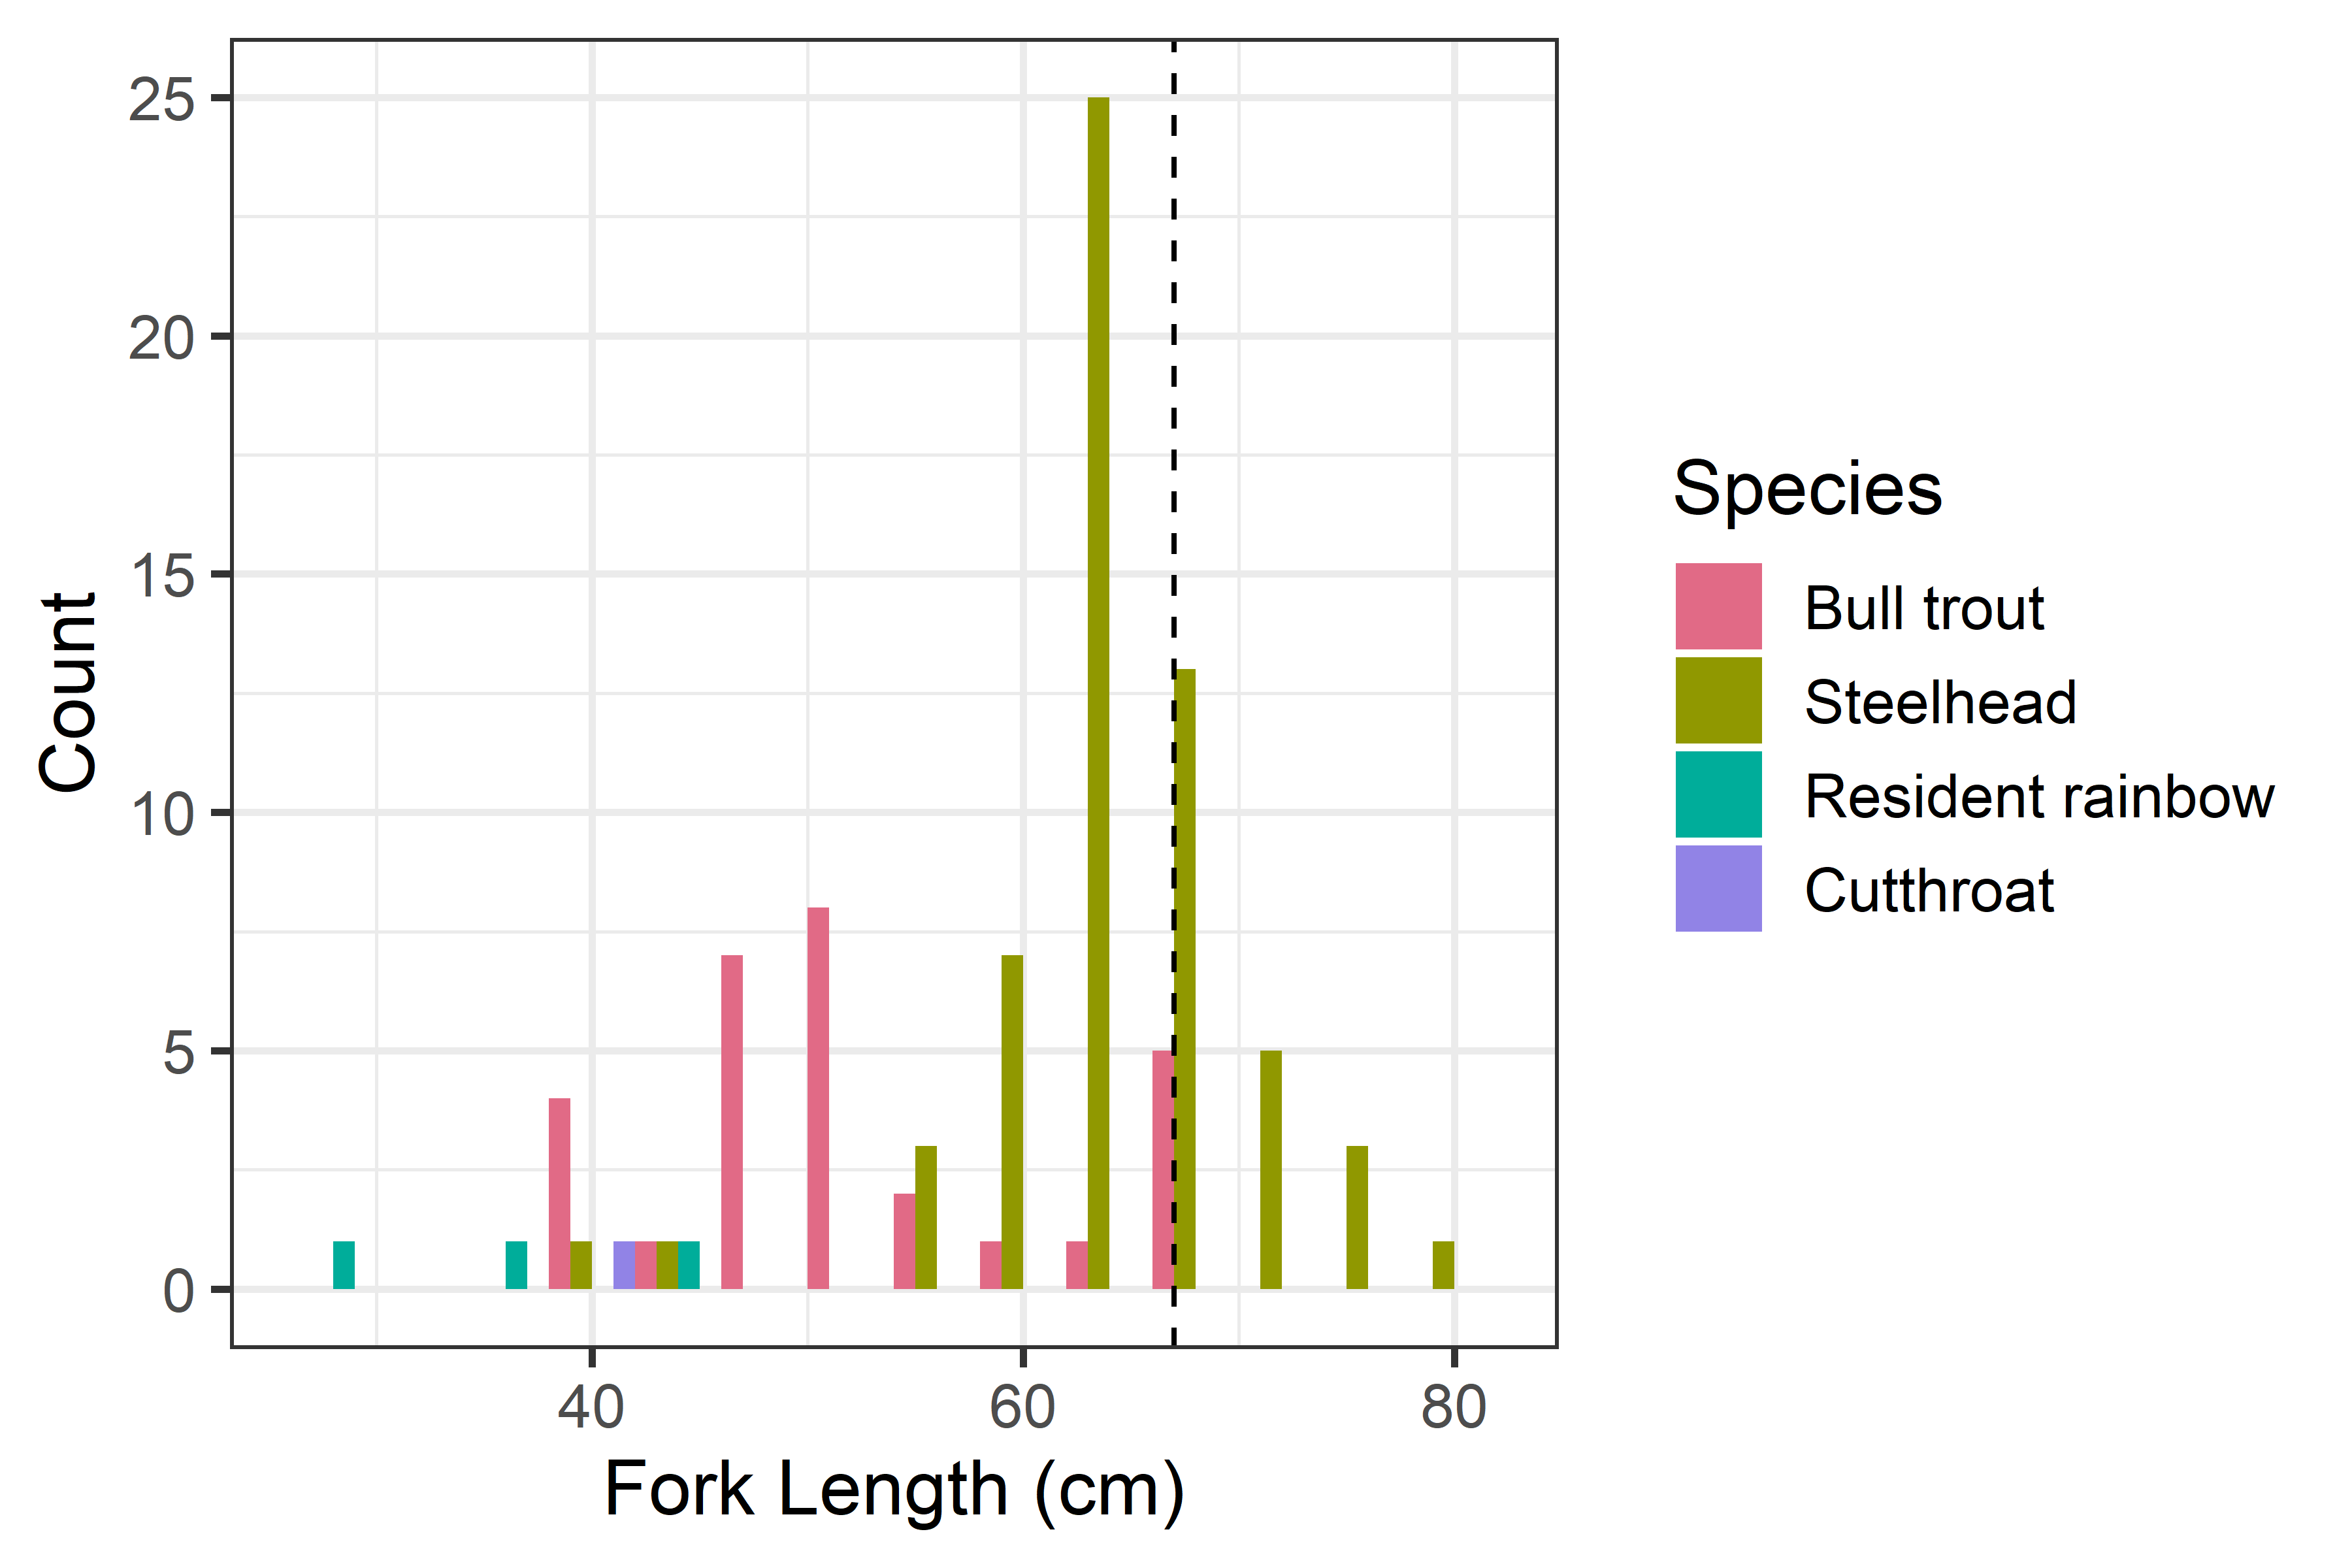 25
20
15
10
5
0
Count
40
60
80
Fork Length (cm)
Species
Bull trout
Steelhead
Resident rainbow
Cutthroat